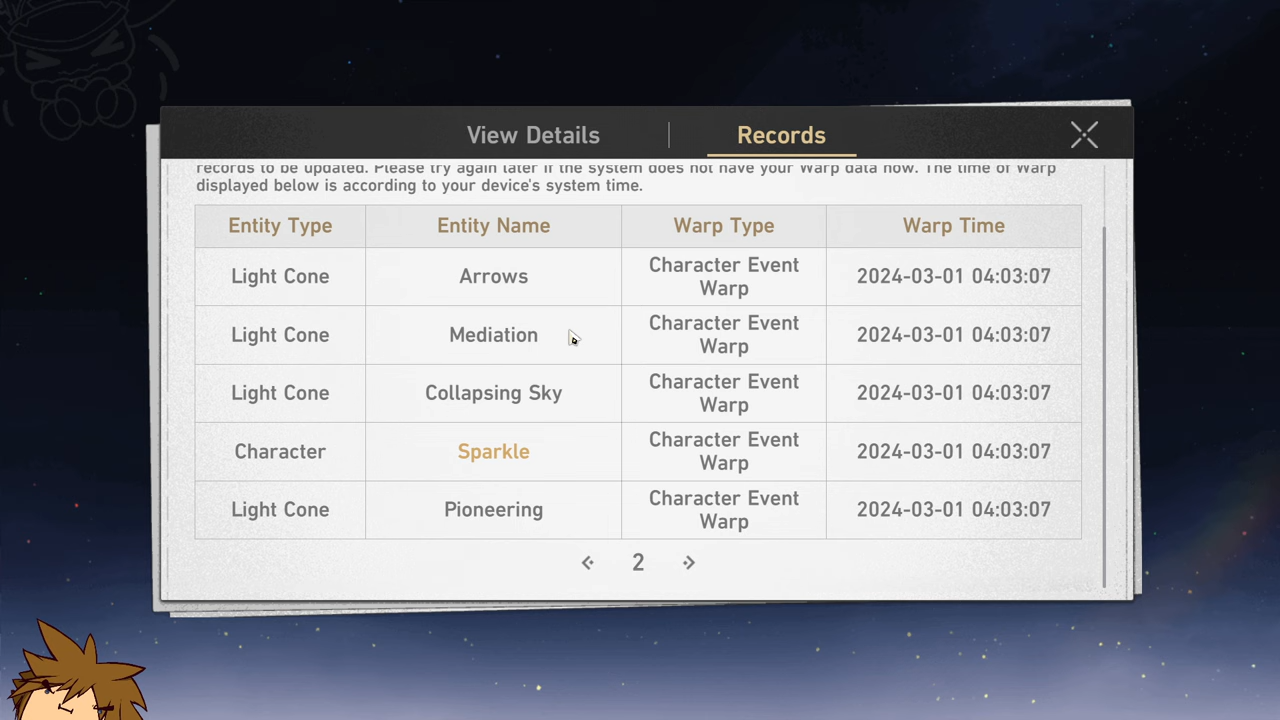 View Details
Records
records to be updated. Please try again later if the system does not have your Warp data now. The time of Warp
displayed below is according to your device's system time.
Entity Type Entity Name Warp Type Warp Time
Light Cone Arrows Character Event Warp 2024-03-01 04:03:07
Light Cone Mediation Character Event Warp 2024-03-01 04:03:07
Light Cone Collapsing Sky Character Event Warp 2024-03-01 04:03:07
Character Sparkle Character Event Warp 2024-03-01 04:03:07
Light Cone Pioneering Character Event Warp 2024-03-01 04:03:07
2